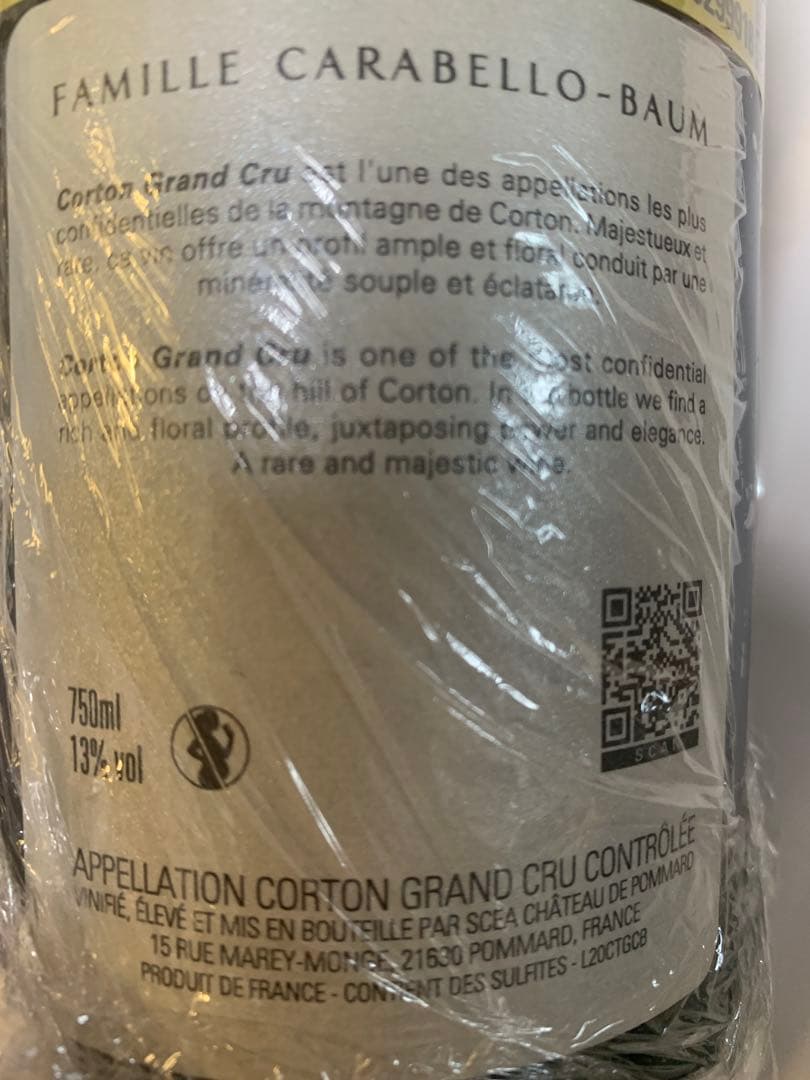 FAMILLE CARABELLO-BAUM
Corton Grand Cru est l'une des appellations les plus
confidentielles de la montagne de Corton. Majestueux et
rare, ce vin offre un profil ample et floral conduit par une
minéralité souple et éclatante.
Corton Grand Cru is one of the most confidential
appellations on the hill of Corton. In bottle we find a
rich and floral profile, juxtaposing power and elegance.
A rare and majestic wine.
750ml
13% vol
SCAN
APPELLATION CORTON GRAND CRU CONTRÔLÉE
VINIFIÉ, ÉLEVÉ ET MIS EN BOUTEILLE PAR SCEA CHÂTEAU DE POMMARD
15 RUE MAREY-MONGE, 21630 POMMARD, FRANCE
PRODUIT DE FRANCE - CONTIENT DES SULFITES - L20CTGCB